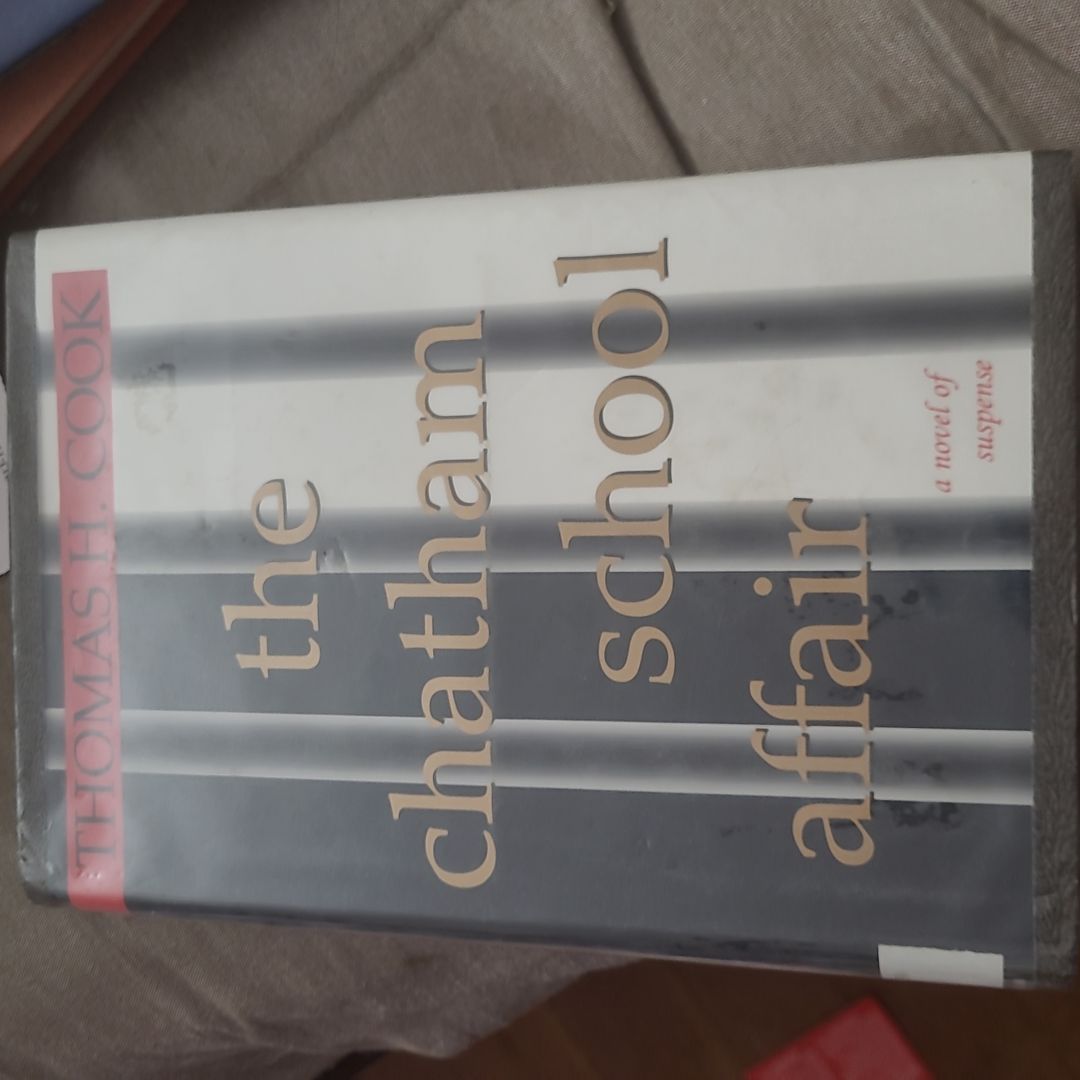 THOMAS H. COOK
the
chatham
school
affair
a novel of
suspense